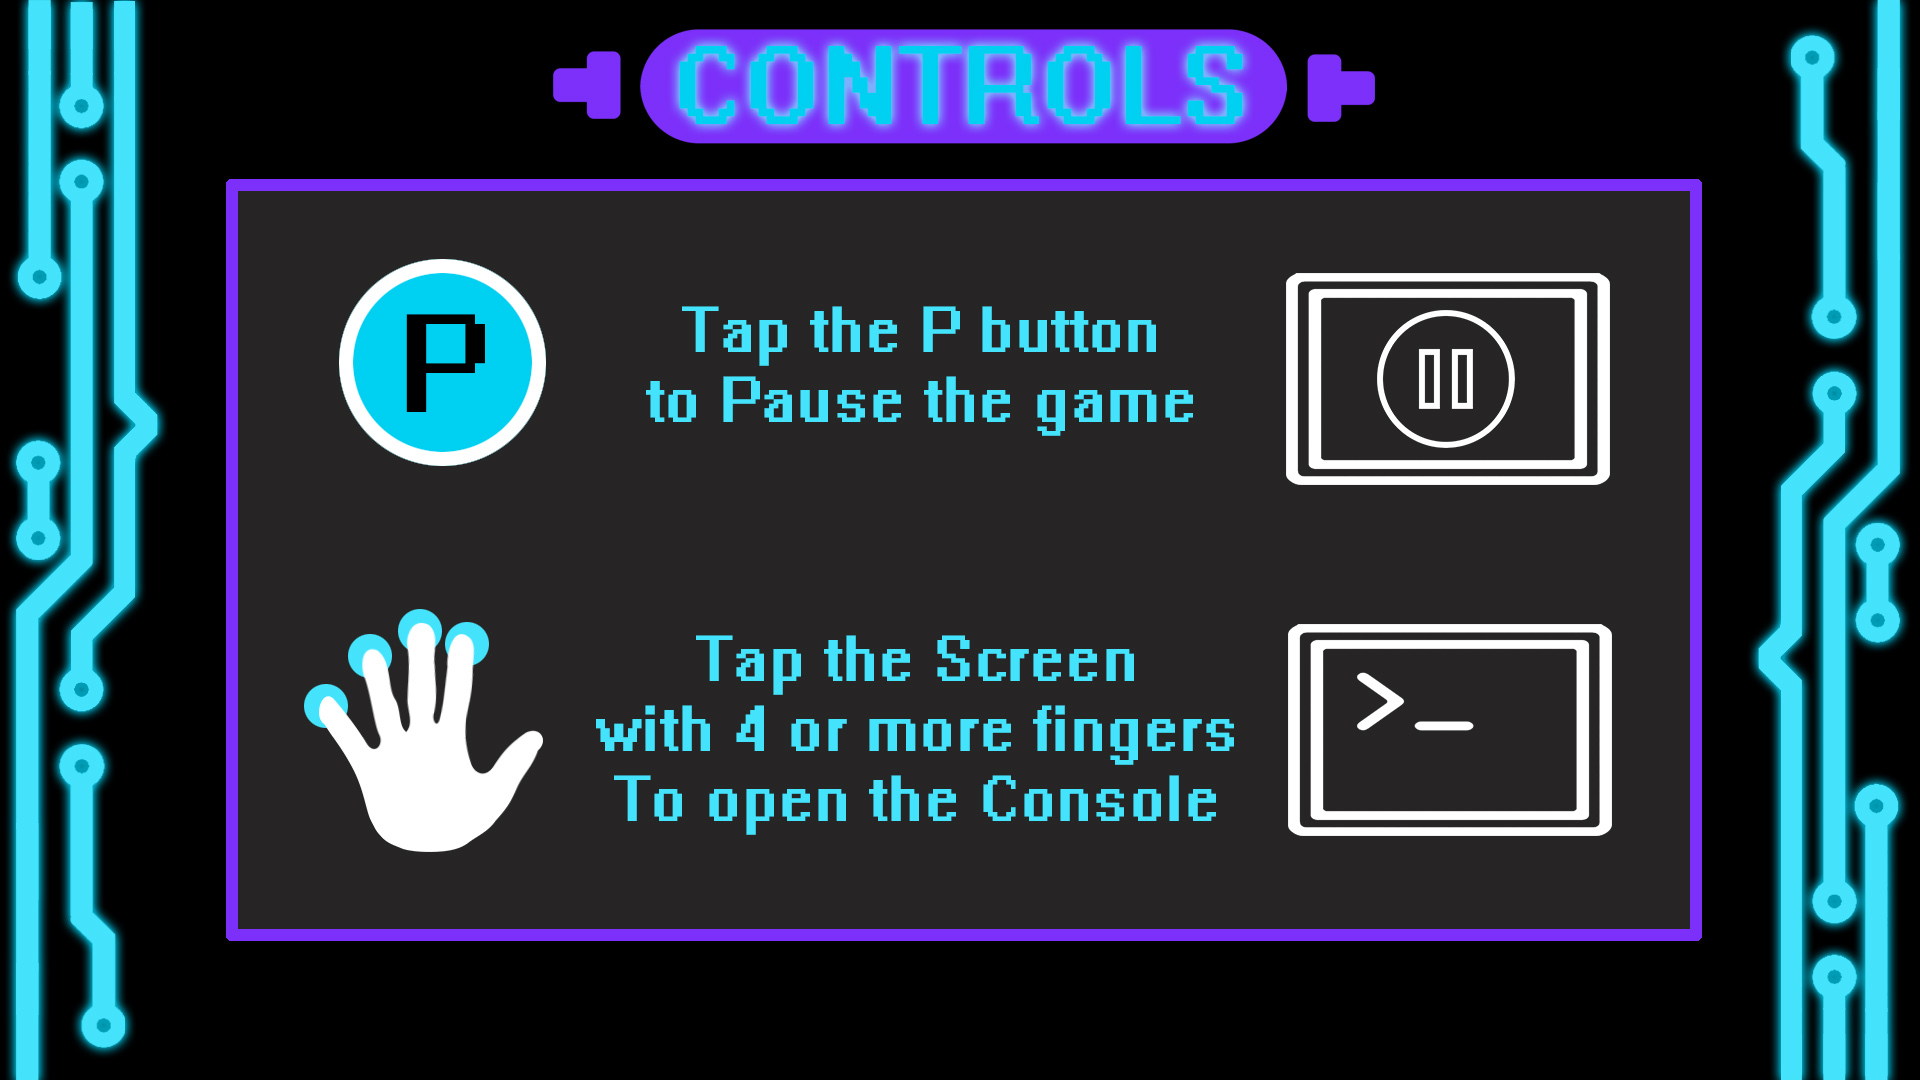 CONTROLS
P
Tap the P button
to Pause the game
>_
Tap the Screen
with 4 or more fingers
To open the Console